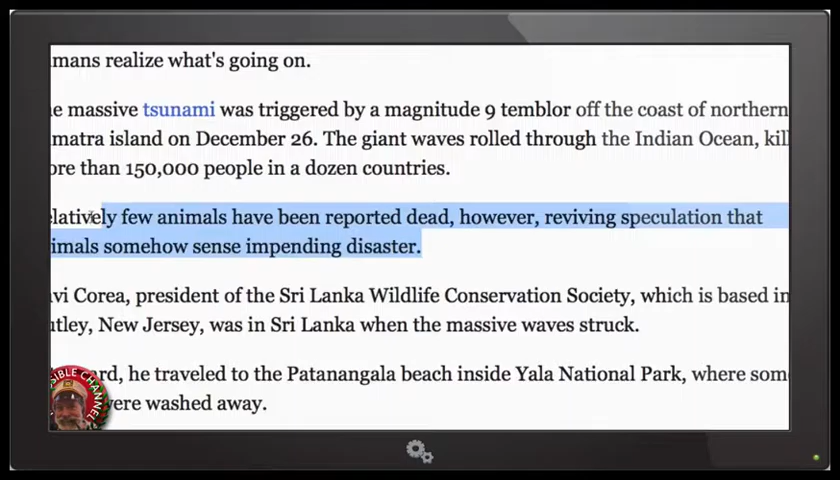 mans realize what's going on.
e massive tsunami was triggered by a magnitude 9 temblor off the coast of northern
matra island on December 26. The giant waves rolled through the Indian Ocean, kil
ore than 150,000 people in a dozen countries.
elatively few animals have been reported dead, however, reviving speculation that
imals somehow sense impending disaster.
vi Corea, president of the Sri Lanka Wildlife Conservation Society, which is based in
utley, New Jersey, was in Sri Lanka when the massive waves struck.
rd, he traveled to the Patanangala beach inside Yala National Park, where som
ere washed away.
SIBLE CHANNEL